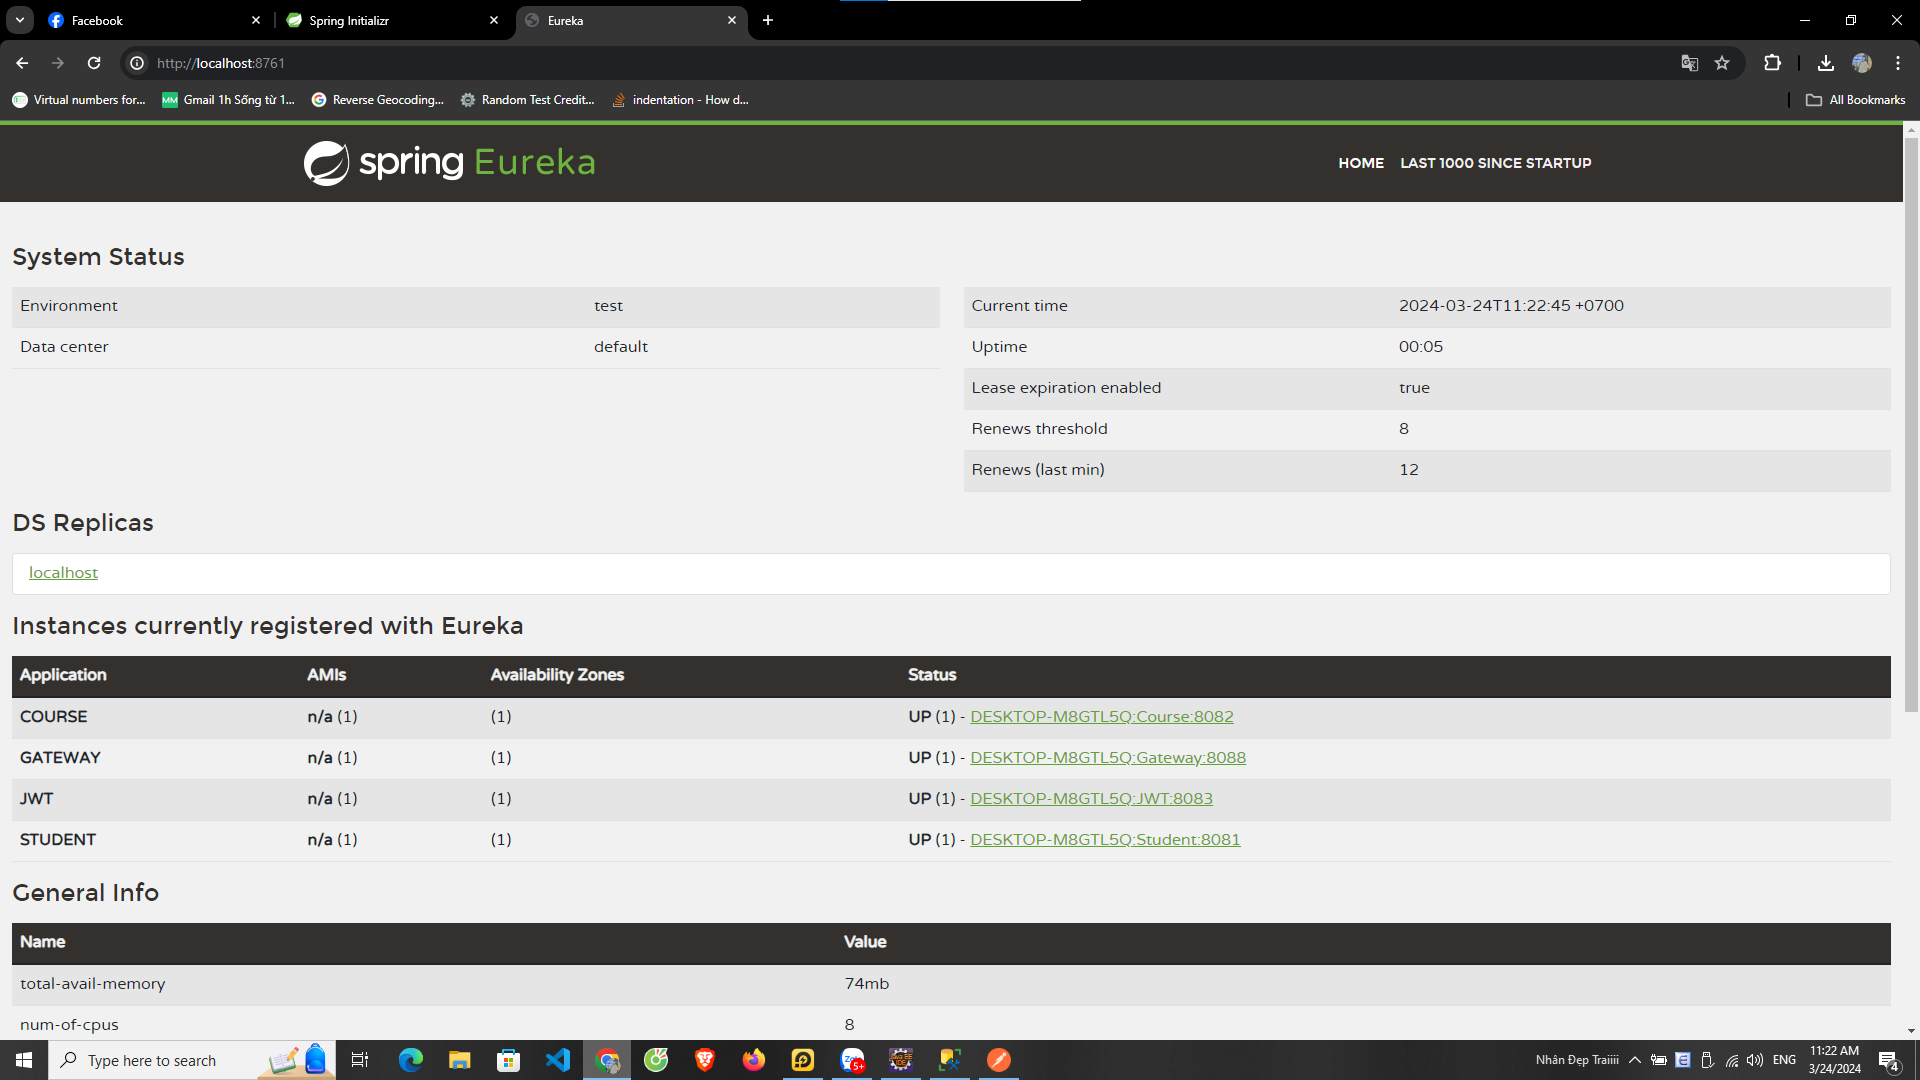 Facebook
Spring Initializr
Eureka
http://localhost:8761
Virtual numbers for...
MM Gmail 1h Sống từ 1...
Reverse Geocoding...
Random Test Credit...
indentation - How d...
All Bookmarks
spring Eureka
HOME
LAST 1000 SINCE STARTUP
System Status
Environment test
Data center default
Current time 2024-03-24T11:22:45 +0700
Uptime 00:05
Lease expiration enabled true
Renews threshold 8
Renews (last min) 12
DS Replicas
localhost
Instances currently registered with Eureka
Application AMIs Availability Zones Status
COURSE n/a (1) (1) UP (1) - DESKTOP-M8GTL5Q:Course:8082
GATEWAY n/a (1) (1) UP (1) - DESKTOP-M8GTL5Q:Gateway:8088
JWT n/a (1) (1) UP (1) - DESKTOP-M8GTL5Q:JWT:8083
STUDENT n/a (1) (1) UP (1) - DESKTOP-M8GTL5Q:Student:8081
General Info
Name Value
total-avail-memory 74mb
num-of-cpus 8
Type here to search
5+
Nhân Đẹp Traiiii
ENG
11:22 AM
3/24/2024
4